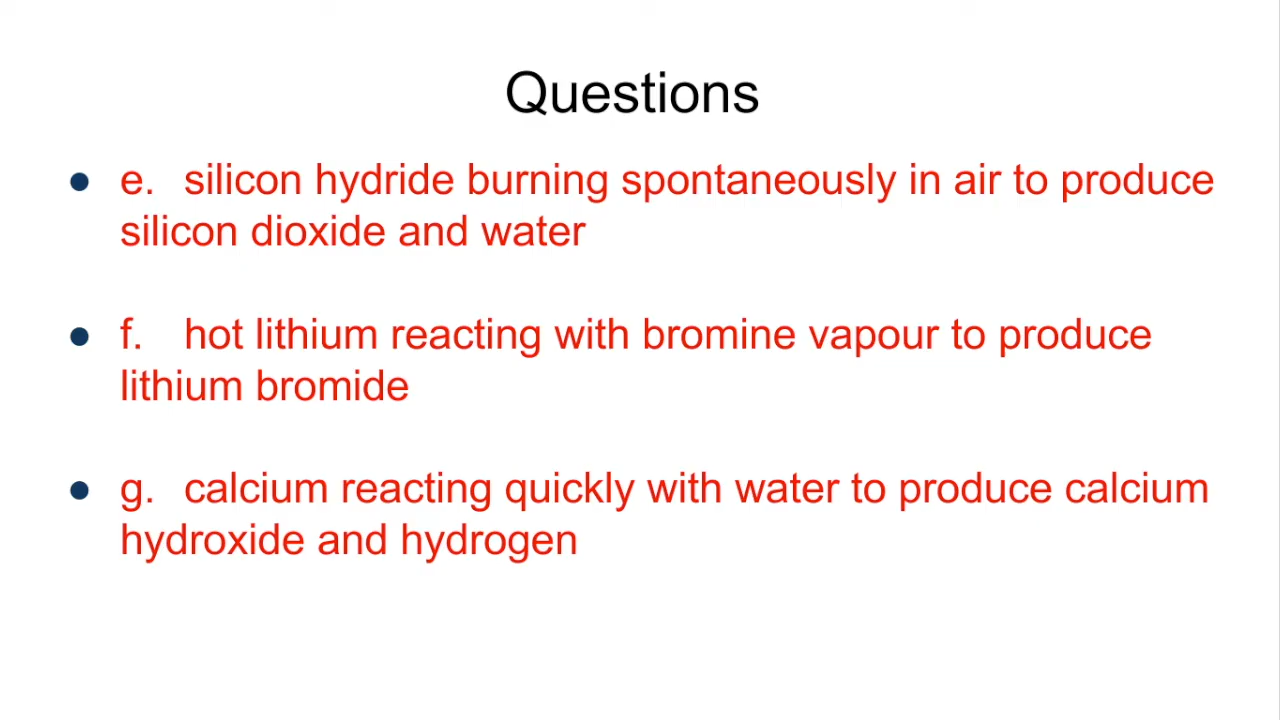 Questions
● e. silicon hydride burning spontaneously in air to produce
silicon dioxide and water
● f. hot lithium reacting with bromine vapour to produce
lithium bromide
● g. calcium reacting quickly with water to produce calcium
hydroxide and hydrogen